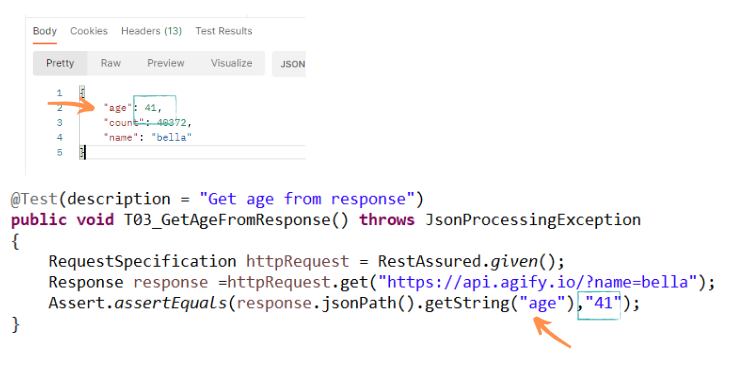 Body Cookies Headers (13) Test Results
Pretty Raw Preview Visualize JSON
1 {
2 "age": 41,
3 "count": 40372,
4 "name": "bella"
5 }
@Test(description = "Get age from response")
public void T03_GetAgeFromResponse() throws JsonProcessingException
{
RequestSpecification httpRequest = RestAssured.given();
Response response =httpRequest.get("https://api.agify.io/?name=bella");
Assert.assertEquals(response.jsonPath().getString("age"),"41");
}